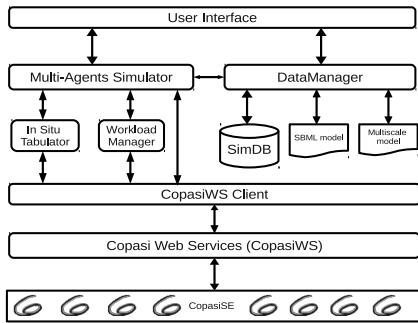 User Interface
Multi-Agents Simulator
DataManager
In Situ
Tabulator
Workload
Manager
SimDB
SBML model
Multiscale
model
CopasiWS Client
Copasi Web Services (CopasiWS)
CopasiSE